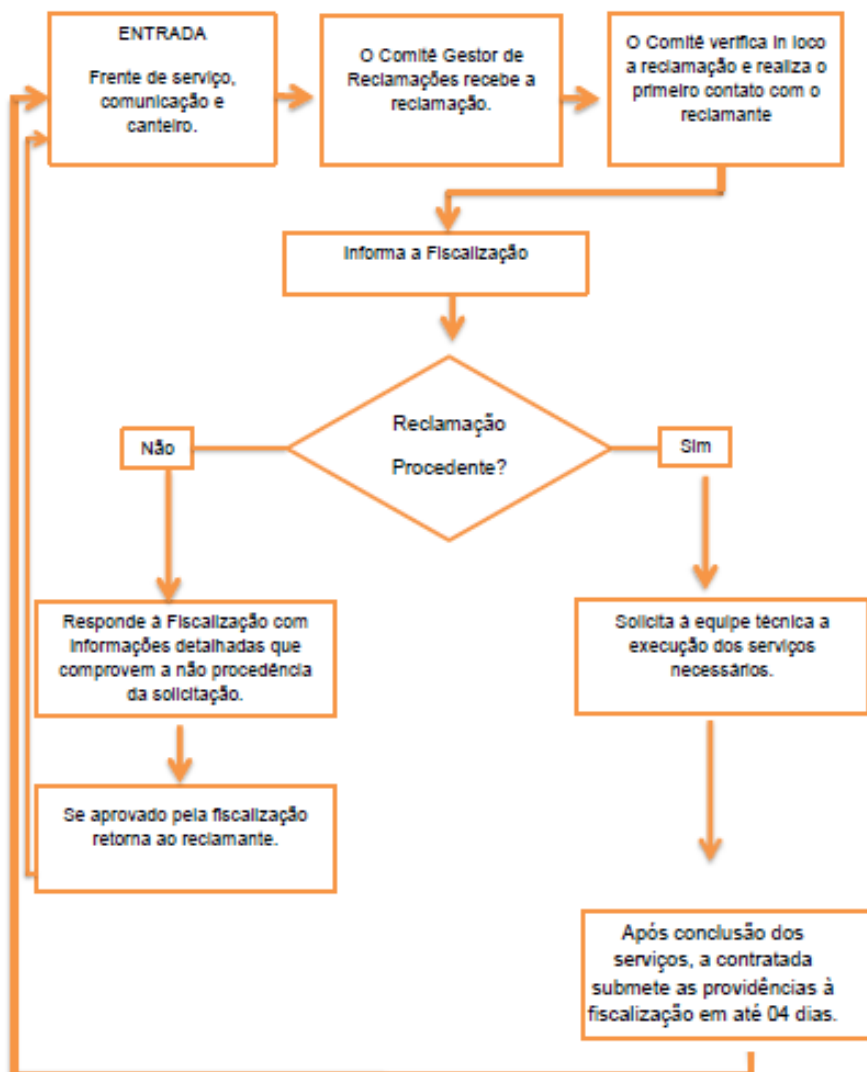 ENTRADA
Frente de serviço,
comunicação e
canteiro.
O Comitê Gestor de
Reclamações recebe a
reclamação.
O Comitê verifica in loco
a reclamação e realiza o
primeiro contato com o
reclamante
Informa a Fiscalização
Reclamação
Procedente?
Não
Sim
Responde à Fiscalização com
informações detalhadas que
comprovem a não procedência
da solicitação.
Solicita à equipe técnica a
execução dos serviços
necessários.
Se aprovado pela fiscalização
retorna ao reclamante.
Após conclusão dos
serviços, a contratada
submete as providências à
fiscalização em até 04 dias.